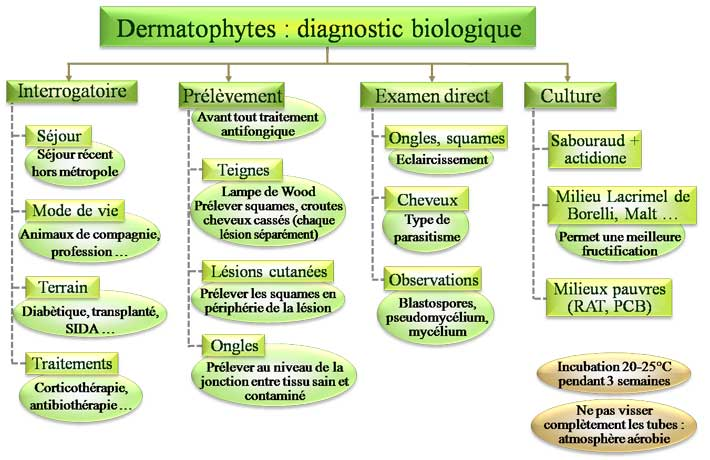 Dermatophytes : diagnostic biologique
Interrogatoire
Séjour
Séjour récent
hors métropole
Mode de vie
Animaux de compagnie,
profession …
Terrain
Diabètique, transplanté,
SIDA …
Traitements
Corticothérapie,
antibiothérapie …
Prélèvement
Avant tout traitement
antifongique
Teignes
Lampe de Wood
Prélever squames, croutes
cheveux cassés (chaque
lésion séparément)
Lésions cutanées
Prélever les squames en
périphérie de la lésion
Ongles
Prélever au niveau de la
jonction entre tissu sain et
contaminé
Examen direct
Ongles, squames
Eclaircissement
Cheveux
Type de
parasitisme
Observations
Blastospores,
pseudomycélium,
mycélium
Culture
Sabouraud +
actidione
Milieu Lacrimel de
Borelli, Malt …
Permet une meilleure
fructification
Milieux pauvres
(RAT, PCB)
Incubation 20-25°C
pendant 3 semaines
Ne pas visser
complètement les tubes :
atmosphère aérobie